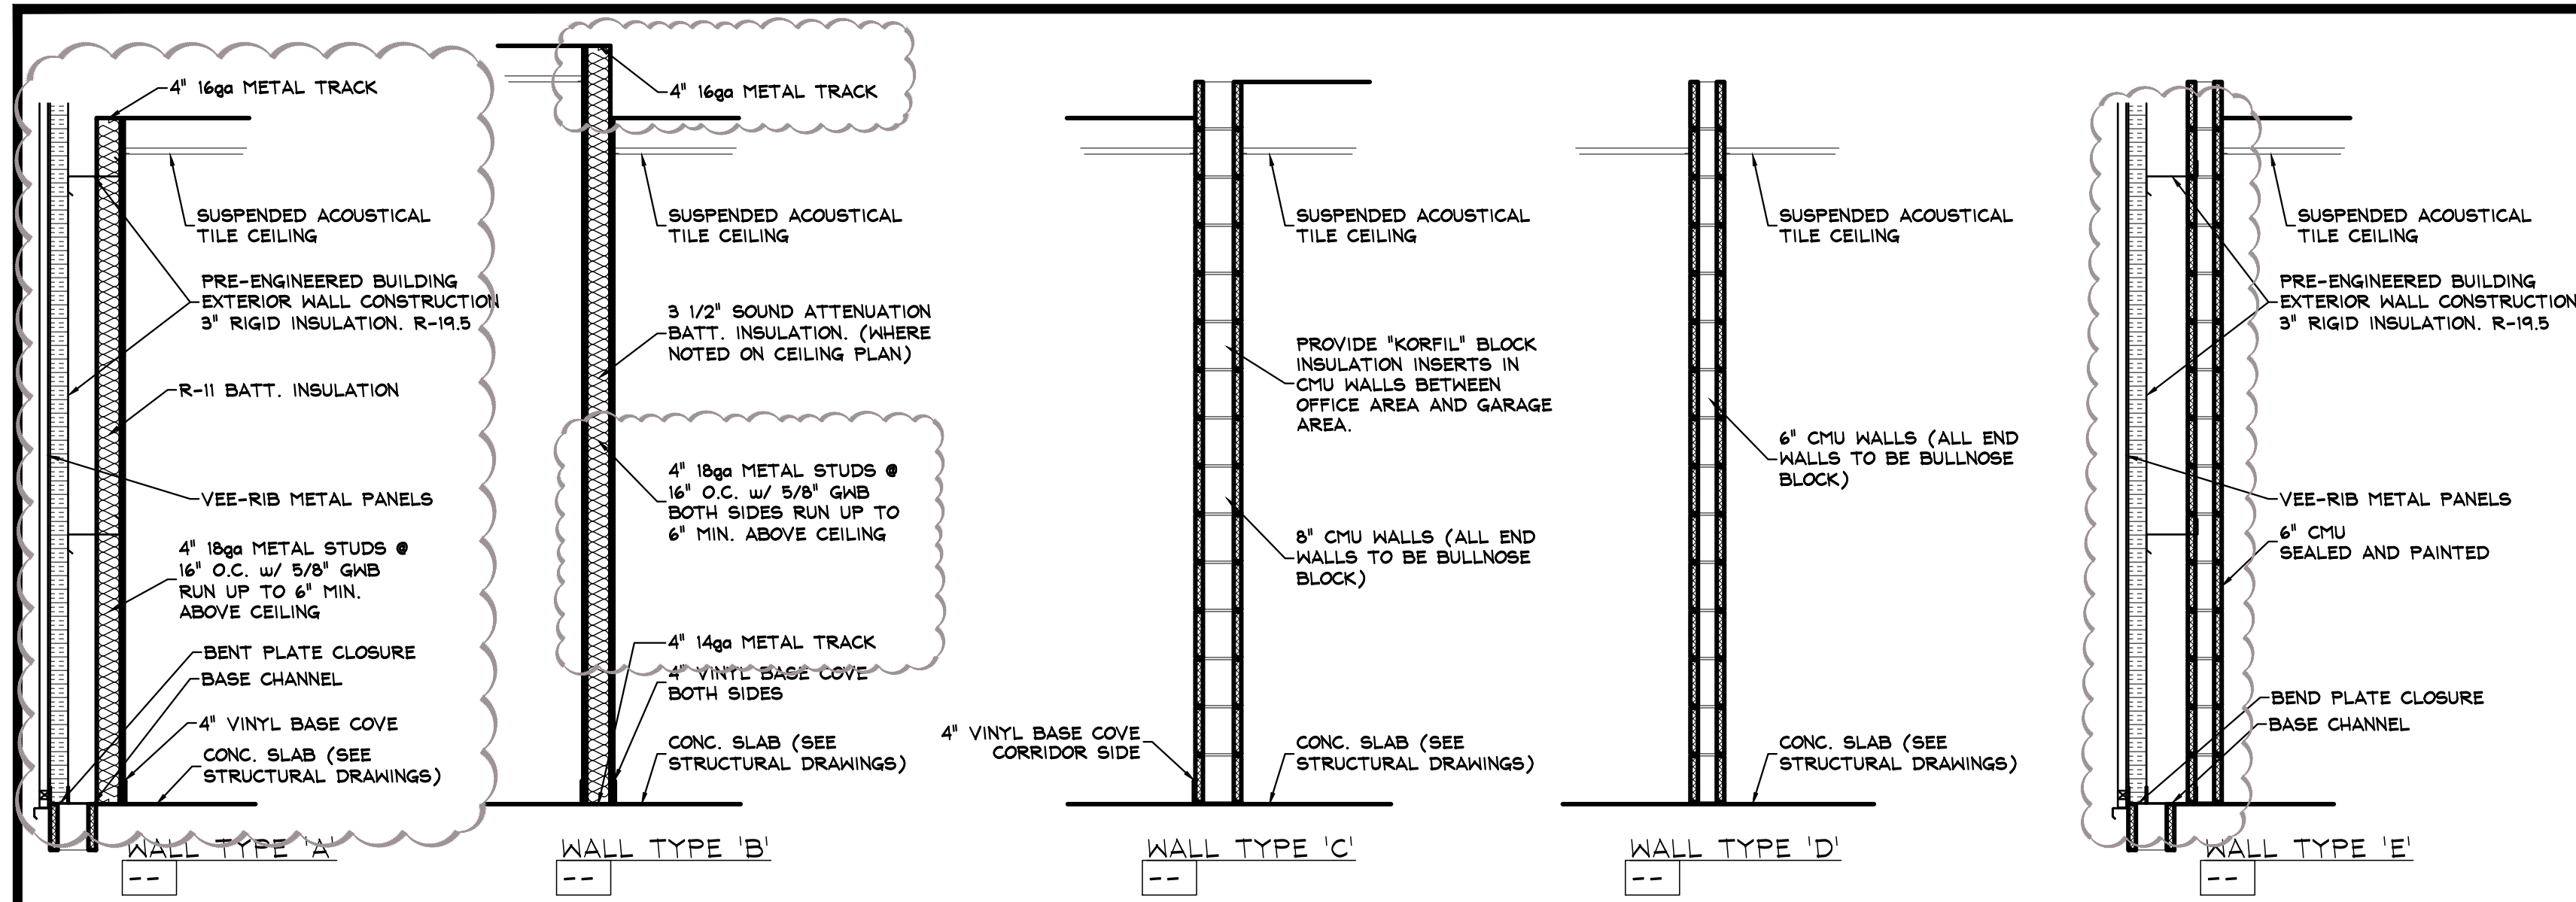 4" 16ga METAL TRACK
SUSPENDED ACOUSTICAL
TILE CEILING
PRE-ENGINEERED BUILDING
EXTERIOR WALL CONSTRUCTION
3" RIGID INSULATION. R-19.5
R-11 BATT. INSULATION
VEE-RIB METAL PANELS
4" 18ga METAL STUDS @
16" O.C. w/ 5/8" GWB
RUN UP TO 6" MIN.
ABOVE CEILING
BENT PLATE CLOSURE
BASE CHANNEL
4" VINYL BASE COVE
CONC. SLAB (SEE
STRUCTURAL DRAWINGS)
WALL TYPE 'A'
--
4" 16ga METAL TRACK
SUSPENDED ACOUSTICAL
TILE CEILING
3 1/2" SOUND ATTENUATION
BATT. INSULATION. (WHERE
NOTED ON CEILING PLAN)
4" 18ga METAL STUDS @
16" O.C. w/ 5/8" GWB
BOTH SIDES RUN UP TO
6" MIN. ABOVE CEILING
4" 14ga METAL TRACK
4" VINYL BASE COVE
BOTH SIDES
CONC. SLAB (SEE
STRUCTURAL DRAWINGS)
WALL TYPE 'B'
--
SUSPENDED ACOUSTICAL
TILE CEILING
PROVIDE "KORFIL" BLOCK
INSULATION INSERTS IN
CMU WALLS BETWEEN
OFFICE AREA AND GARAGE
AREA.
8" CMU WALLS (ALL END
WALLS TO BE BULLNOSE
BLOCK)
4" VINYL BASE COVE
CORRIDOR SIDE
CONC. SLAB (SEE
STRUCTURAL DRAWINGS)
WALL TYPE 'C'
--
SUSPENDED ACOUSTICAL
TILE CEILING
6" CMU WALLS (ALL END
WALLS TO BE BULLNOSE
BLOCK)
CONC. SLAB (SEE
STRUCTURAL DRAWINGS)
WALL TYPE 'D'
--
SUSPENDED ACOUSTICAL
TILE CEILING
PRE-ENGINEERED BUILDING
EXTERIOR WALL CONSTRUCTION
3" RIGID INSULATION. R-19.5
VEE-RIB METAL PANELS
6" CMU
SEALED AND PAINTED
BEND PLATE CLOSURE
BASE CHANNEL
WALL TYPE 'E'
--